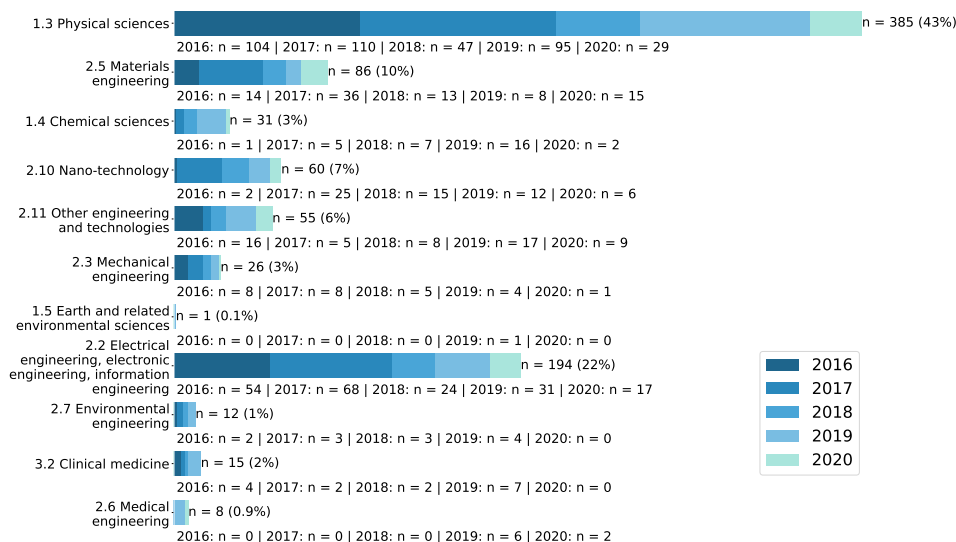 1.3 Physical sciences
n = 385 (43%)
2016: n = 104 | 2017: n = 110 | 2018: n = 47 | 2019: n = 95 | 2020: n = 29
2.5 Materials
engineering
n = 86 (10%)
2016: n = 14 | 2017: n = 36 | 2018: n = 13 | 2019: n = 8 | 2020: n = 15
1.4 Chemical sciences
n = 31 (3%)
2016: n = 1 | 2017: n = 5 | 2018: n = 7 | 2019: n = 16 | 2020: n = 2
2.10 Nano-technology
n = 60 (7%)
2016: n = 2 | 2017: n = 25 | 2018: n = 15 | 2019: n = 12 | 2020: n = 6
2.11 Other engineering
and technologies
n = 55 (6%)
2016: n = 16 | 2017: n = 5 | 2018: n = 8 | 2019: n = 17 | 2020: n = 9
2.3 Mechanical
engineering
n = 26 (3%)
2016: n = 8 | 2017: n = 8 | 2018: n = 5 | 2019: n = 4 | 2020: n = 1
1.5 Earth and related
environmental sciences
n = 1 (0.1%)
2016: n = 0 | 2017: n = 0 | 2018: n = 0 | 2019: n = 1 | 2020: n = 0
2.2 Electrical
engineering, electronic
engineering, information
engineering
n = 194 (22%)
2016: n = 54 | 2017: n = 68 | 2018: n = 24 | 2019: n = 31 | 2020: n = 17
2.7 Environmental
engineering
n = 12 (1%)
2016: n = 2 | 2017: n = 3 | 2018: n = 3 | 2019: n = 4 | 2020: n = 0
3.2 Clinical medicine
n = 15 (2%)
2016: n = 4 | 2017: n = 2 | 2018: n = 2 | 2019: n = 7 | 2020: n = 0
2.6 Medical
engineering
n = 8 (0.9%)
2016: n = 0 | 2017: n = 0 | 2018: n = 0 | 2019: n = 6 | 2020: n = 2
2016
2017
2018
2019
2020